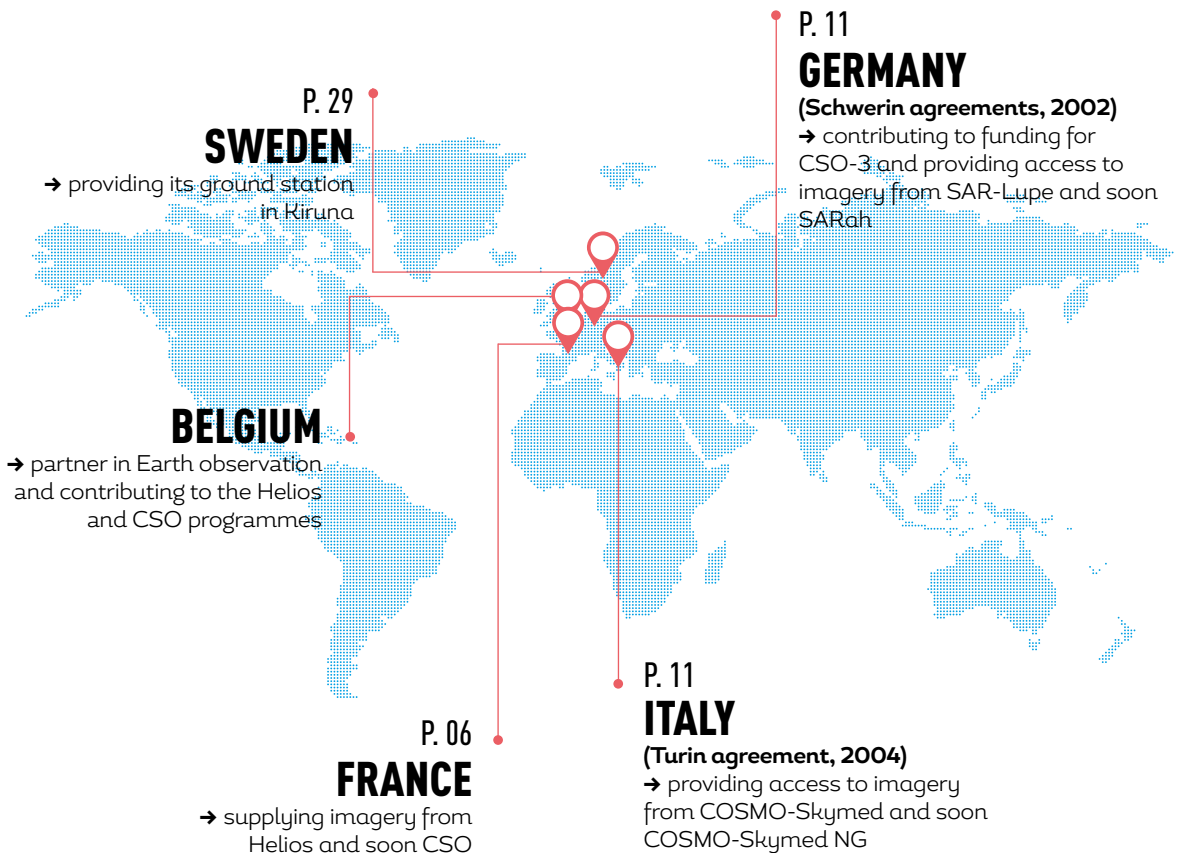 P. 11
GERMANY
(Schwerin agreements, 2002)
→ contributing to funding for
CSO-3 and providing access to
imagery from SAR-Lupe and soon
SARah
P. 29
SWEDEN
→ providing its ground station
in Kiruna
BELGIUM
→ partner in Earth observation
and contributing to the Helios
and CSO programmes
P. 11
ITALY
(Turin agreement, 2004)
→ providing access to imagery
from COSMO-Skymed and soon
COSMO-Skymed NG
P. 06
FRANCE
→ supplying imagery from
Helios and soon CSO